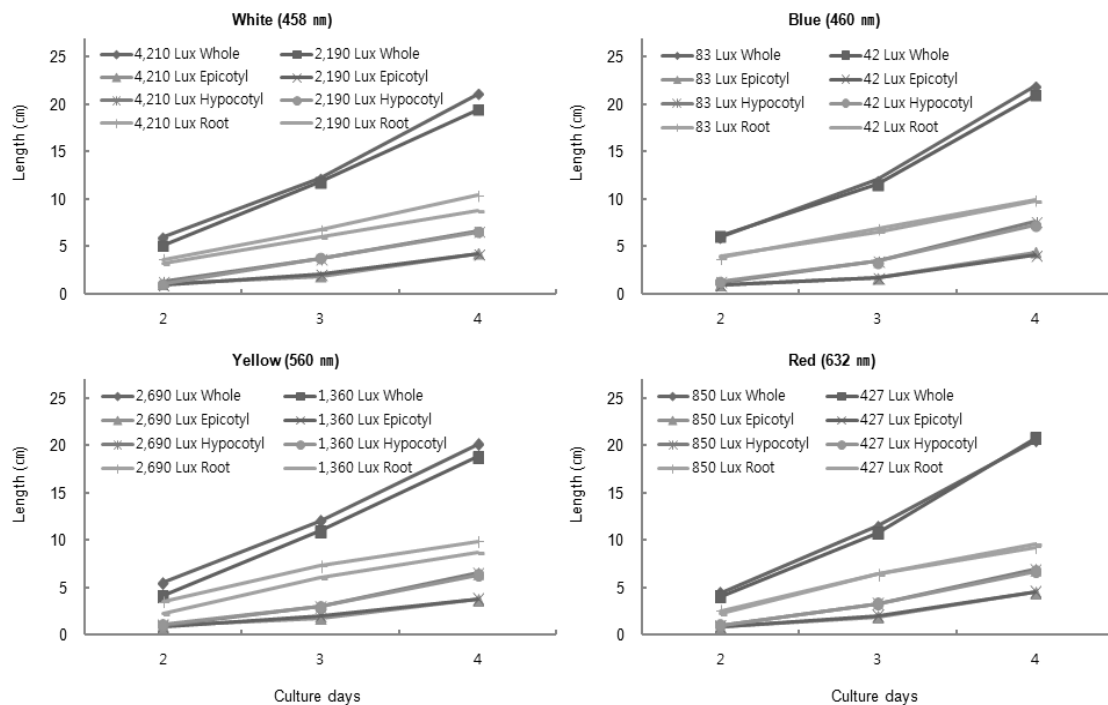 White (458 ㎚)
Length (㎝)
25
20
15
10
5
0
4,210 Lux Whole
2,190 Lux Whole
4,210 Lux Epicotyl
2,190 Lux Epicotyl
4,210 Lux Hypocotyl
2,190 Lux Hypocotyl
4,210 Lux Root
2,190 Lux Root
2
3
4
Blue (460 ㎚)
Length (㎝)
25
20
15
10
5
0
83 Lux Whole
42 Lux Whole
83 Lux Epicotyl
42 Lux Epicotyl
83 Lux Hypocotyl
42 Lux Hypocotyl
83 Lux Root
42 Lux Root
2
3
4
Yellow (560 ㎚)
Length (㎝)
25
20
15
10
5
0
2,690 Lux Whole
1,360 Lux Whole
2,690 Lux Epicotyl
1,360 Lux Epicotyl
2,690 Lux Hypocotyl
1,360 Lux Hypocotyl
2,690 Lux Root
1,360 Lux Root
2
3
4
Culture days
Red (632 ㎚)
Length (㎝)
25
20
15
10
5
0
850 Lux Whole
427 Lux Whole
850 Lux Epicotyl
427 Lux Epicotyl
850 Lux Hypocotyl
427 Lux Hypocotyl
850 Lux Root
427 Lux Root
2
3
4
Culture days